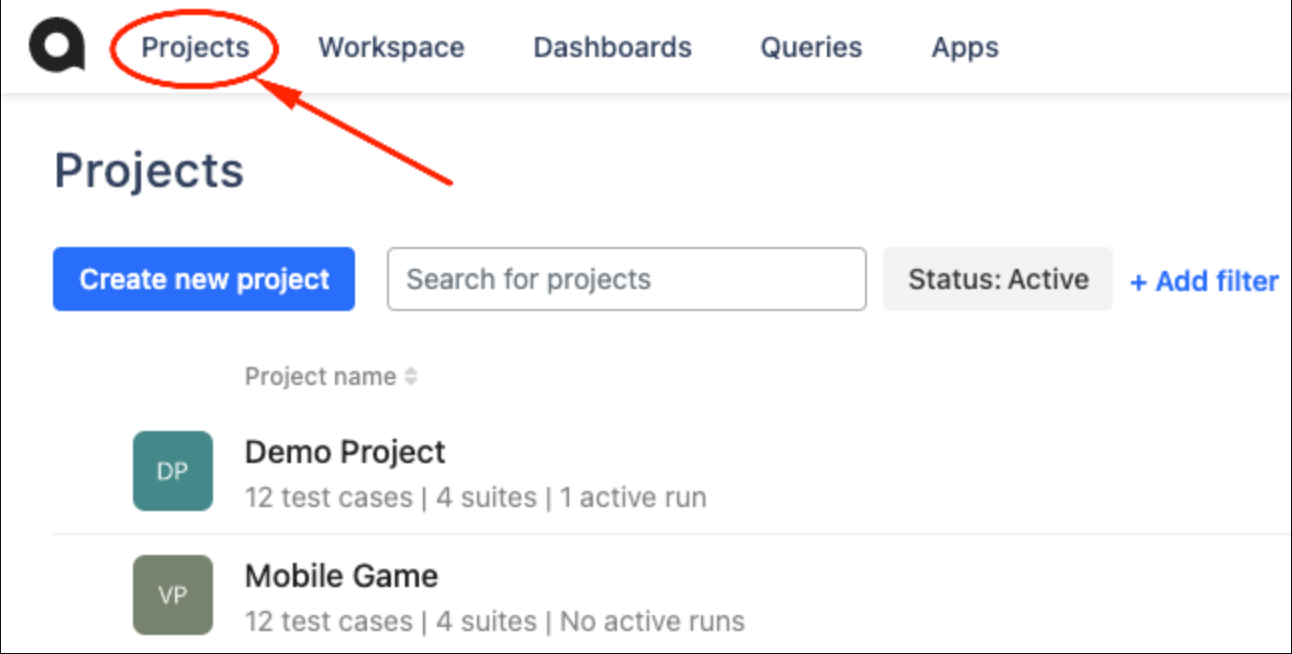 Projects Workspace Dashboards Queries Apps
Projects
Create new project Search for projects Status: Active + Add filter
Project name
DP Demo Project
12 test cases | 4 suites | 1 active run
VP Mobile Game
12 test cases | 4 suites | No active runs